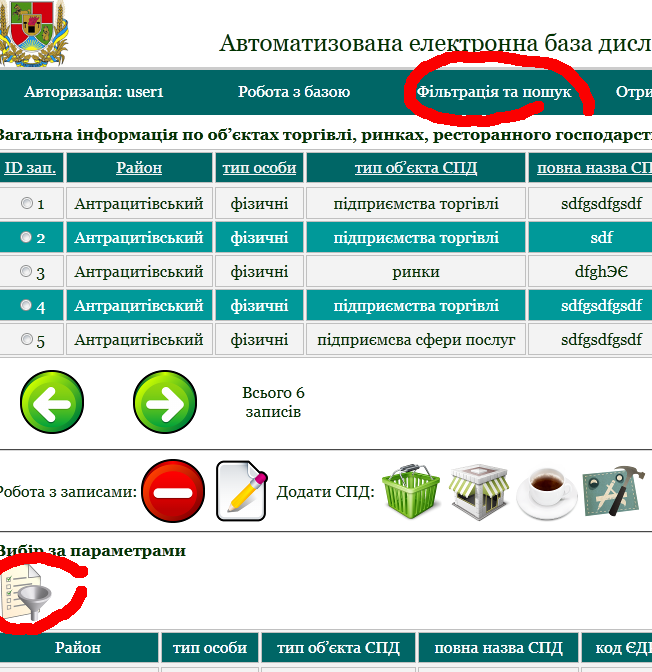 Автоматизована електронна база дисл
Авторизація: user1 Робота з базою Фільтрація та пошук Отри
Загальна інформація по об’єктах торгівлі, ринках, ресторанного господарст
ID зап. Район тип особи тип об’єкта СПД повна назва СП
1 Антрацитівський фізичні підприємства торгівлі sdfgsdfgsdf
2 Антрацитівський фізичні підприємства торгівлі sdf
3 Антрацитівський фізичні ринки dfghЭЄ
4 Антрацитівський фізичні підприємства торгівлі sdfgsdfgsdf
5 Антрацитівський фізичні підприємсва сфери послуг sdfgsdfgsdf
Всього 6
записів
Робота з записами: Додати СПД:
Вибір за параметрами
Район тип особи тип об’єкта СПД повна назва СПД код ЄД